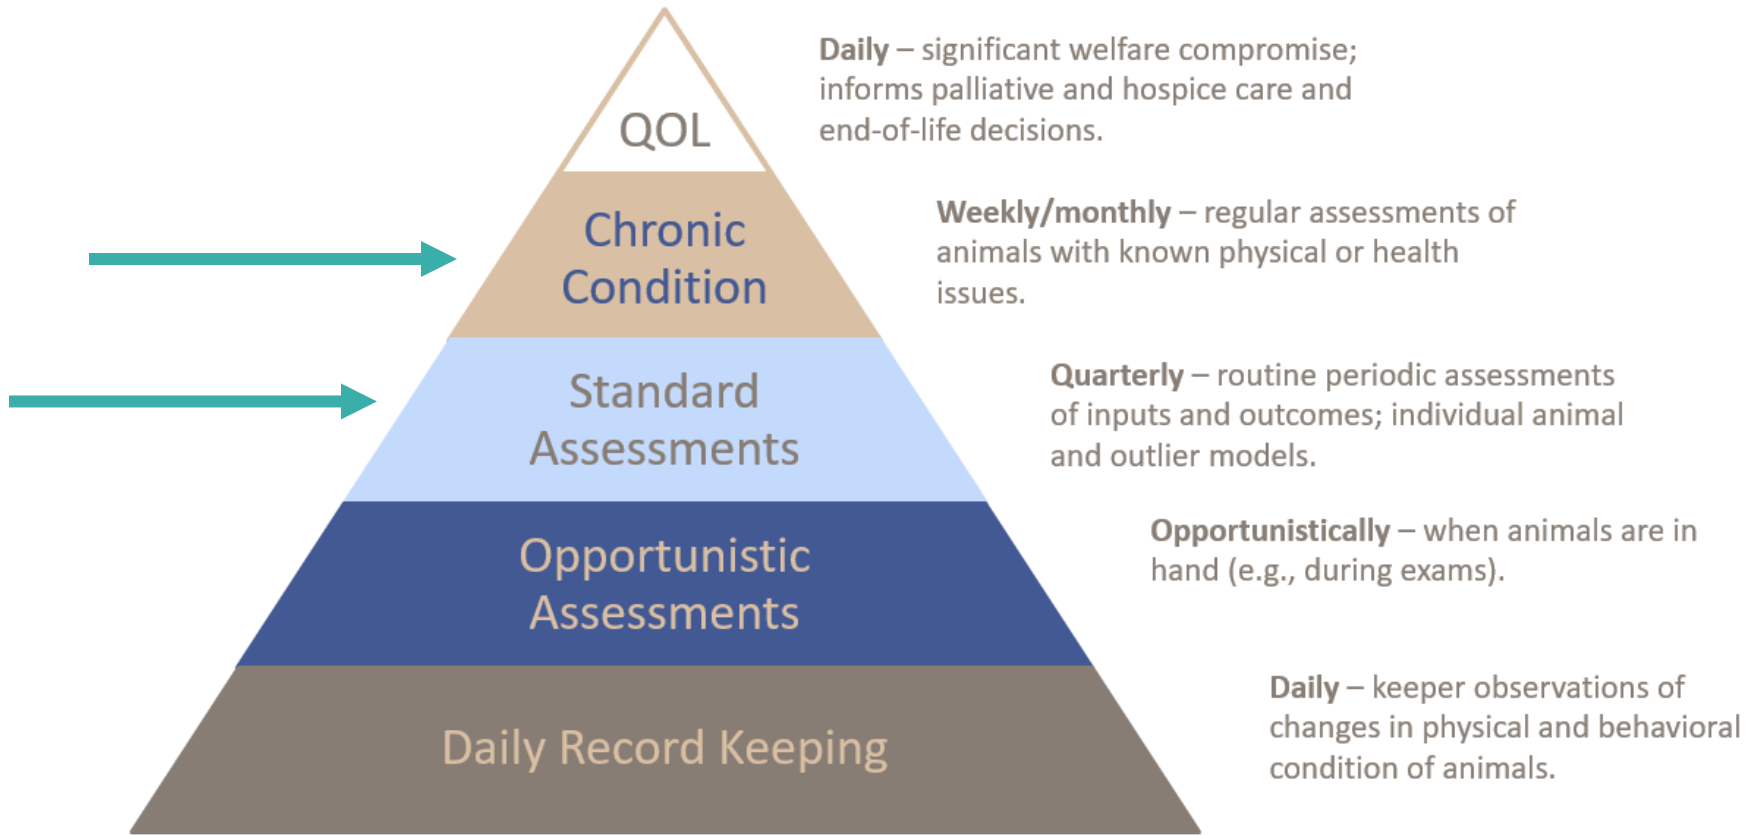 QOL
Daily – significant welfare compromise;
informs palliative and hospice care and
end-of-life decisions.
Chronic
Condition
Weekly/monthly – regular assessments of
animals with known physical or health
issues.
Standard
Assessments
Quarterly – routine periodic assessments
of inputs and outcomes; individual animal
and outlier models.
Opportunistic
Assessments
Opportunistically – when animals are in
hand (e.g., during exams).
Daily Record Keeping
Daily – keeper observations of
changes in physical and behavioral
condition of animals.